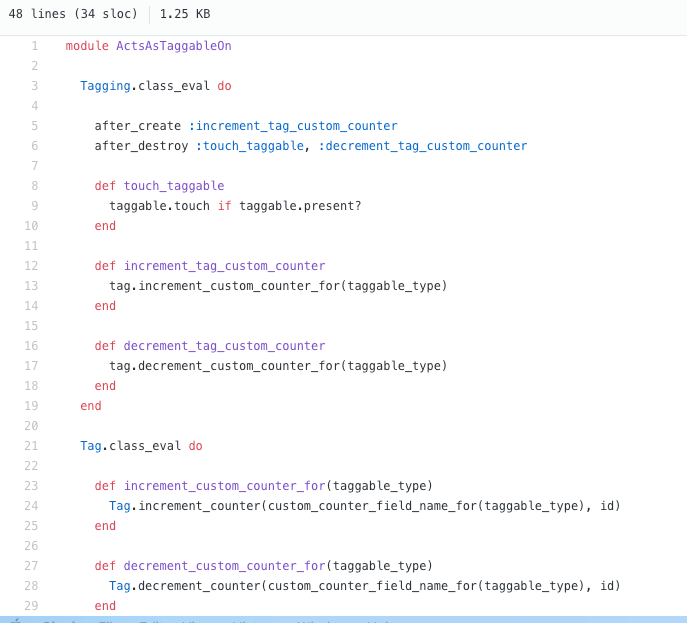 48 lines (34 sloc) 1.25 KB
1 module ActsAsTaggableOn
2
3 Tagging.class_eval do
4
5 after_create :increment_tag_custom_counter
6 after_destroy :touch_taggable, :decrement_tag_custom_counter
7
8 def touch_taggable
9 taggable.touch if taggable.present?
10 end
11
12 def increment_tag_custom_counter
13 tag.increment_custom_counter_for(taggable_type)
14 end
15
16 def decrement_tag_custom_counter
17 tag.decrement_custom_counter_for(taggable_type)
18 end
19 end
20
21 Tag.class_eval do
22
23 def increment_custom_counter_for(taggable_type)
24 Tag.increment_counter(custom_counter_field_name_for(taggable_type), id)
25 end
26
27 def decrement_custom_counter_for(taggable_type)
28 Tag.decrement_counter(custom_counter_field_name_for(taggable_type), id)
29 end